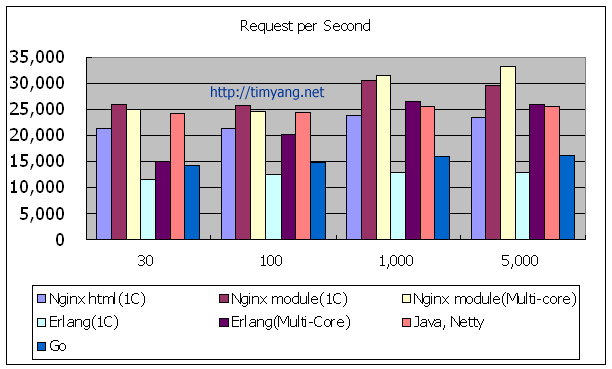 Request per Second
http://timyang.net
35,000
30,000
25,000
20,000
15,000
10,000
5,000
0
30 100 1,000 5,000
Nginx html(1C) Nginx module(1C) Nginx module(Multi-core)
Erlang(1C) Erlang(Multi-Core) Java, Netty
Go